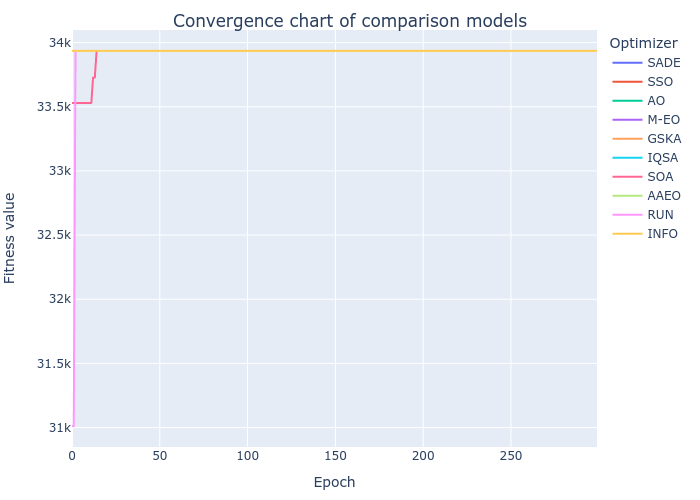 Convergence chart of comparison models
34k
33.5k
33k
32.5k
32k
31.5k
31k
Fitness value
0
50
100
150
200
250
Epoch
Optimizer
SADE
SSO
AO
M-EO
GSKA
IQSA
SOA
AAEO
RUN
INFO